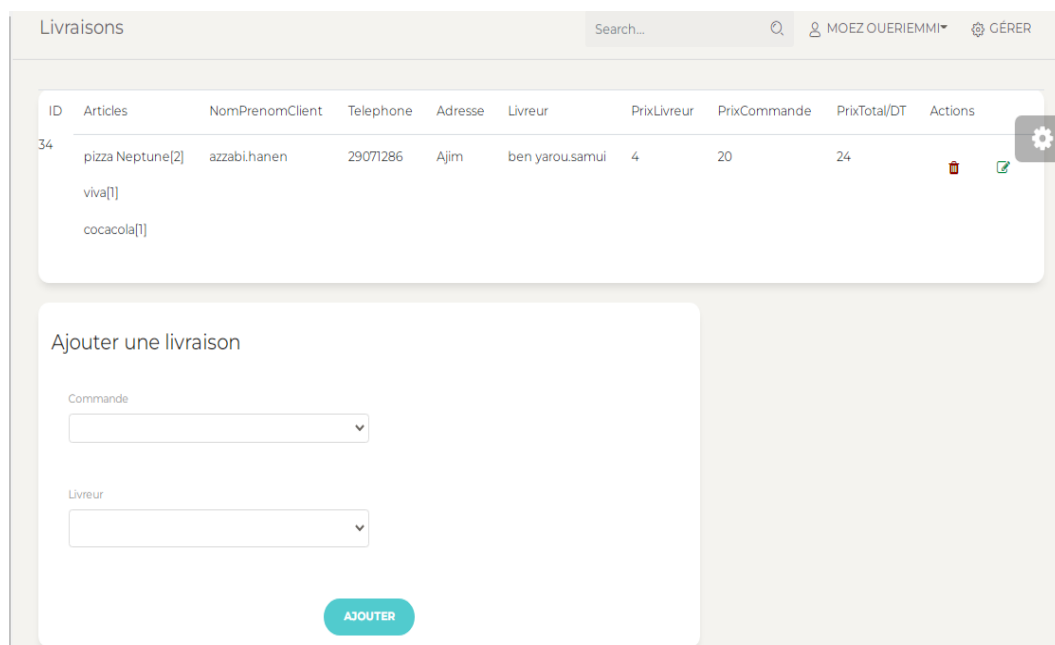 Livraisons Search... MOEZ OUERIEMMI GÉRER
ID Articles NomPrenomClient Telephone Adresse Livreur PrixLivreur PrixCommande PrixTotal/DT Actions
34 pizza Neptune[2] azzabi.hanen 29071286 Ajim ben yarou.samui 4 20 24
viva[1]
cocacola[1]
Ajouter une livraison
Commande
Livreur
AJOUTER